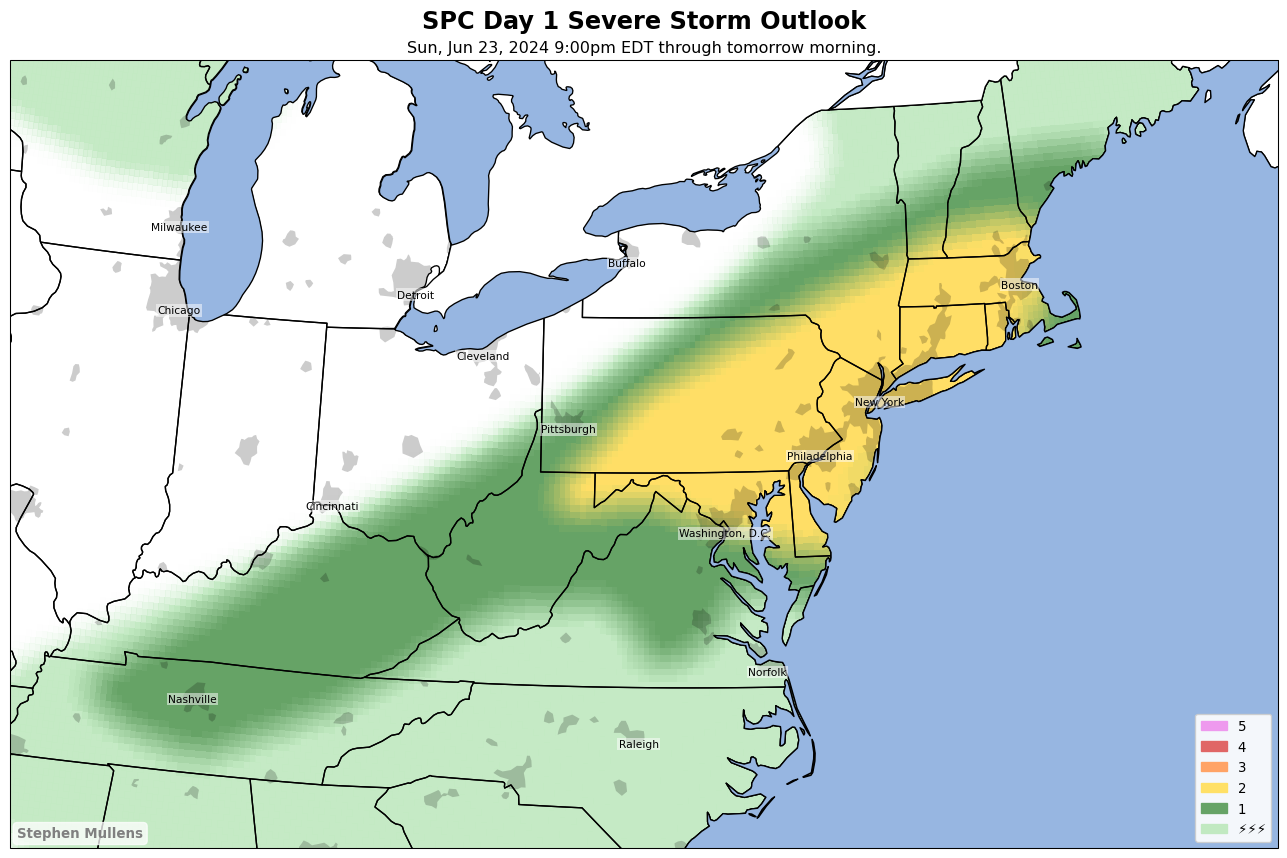 SPC Day 1 Severe Storm Outlook
Sun, Jun 23, 2024 9:00pm EDT through tomorrow morning.
Milwaukee
Buffalo
Boston
Detroit
Chicago
Cleveland
New York
Pittsburgh
Philadelphia
Cincinnati
Washington, D.C.
Norfolk
Nashville
Raleigh
5
4
3
2
1
⚡⚡⚡
Stephen Mullens